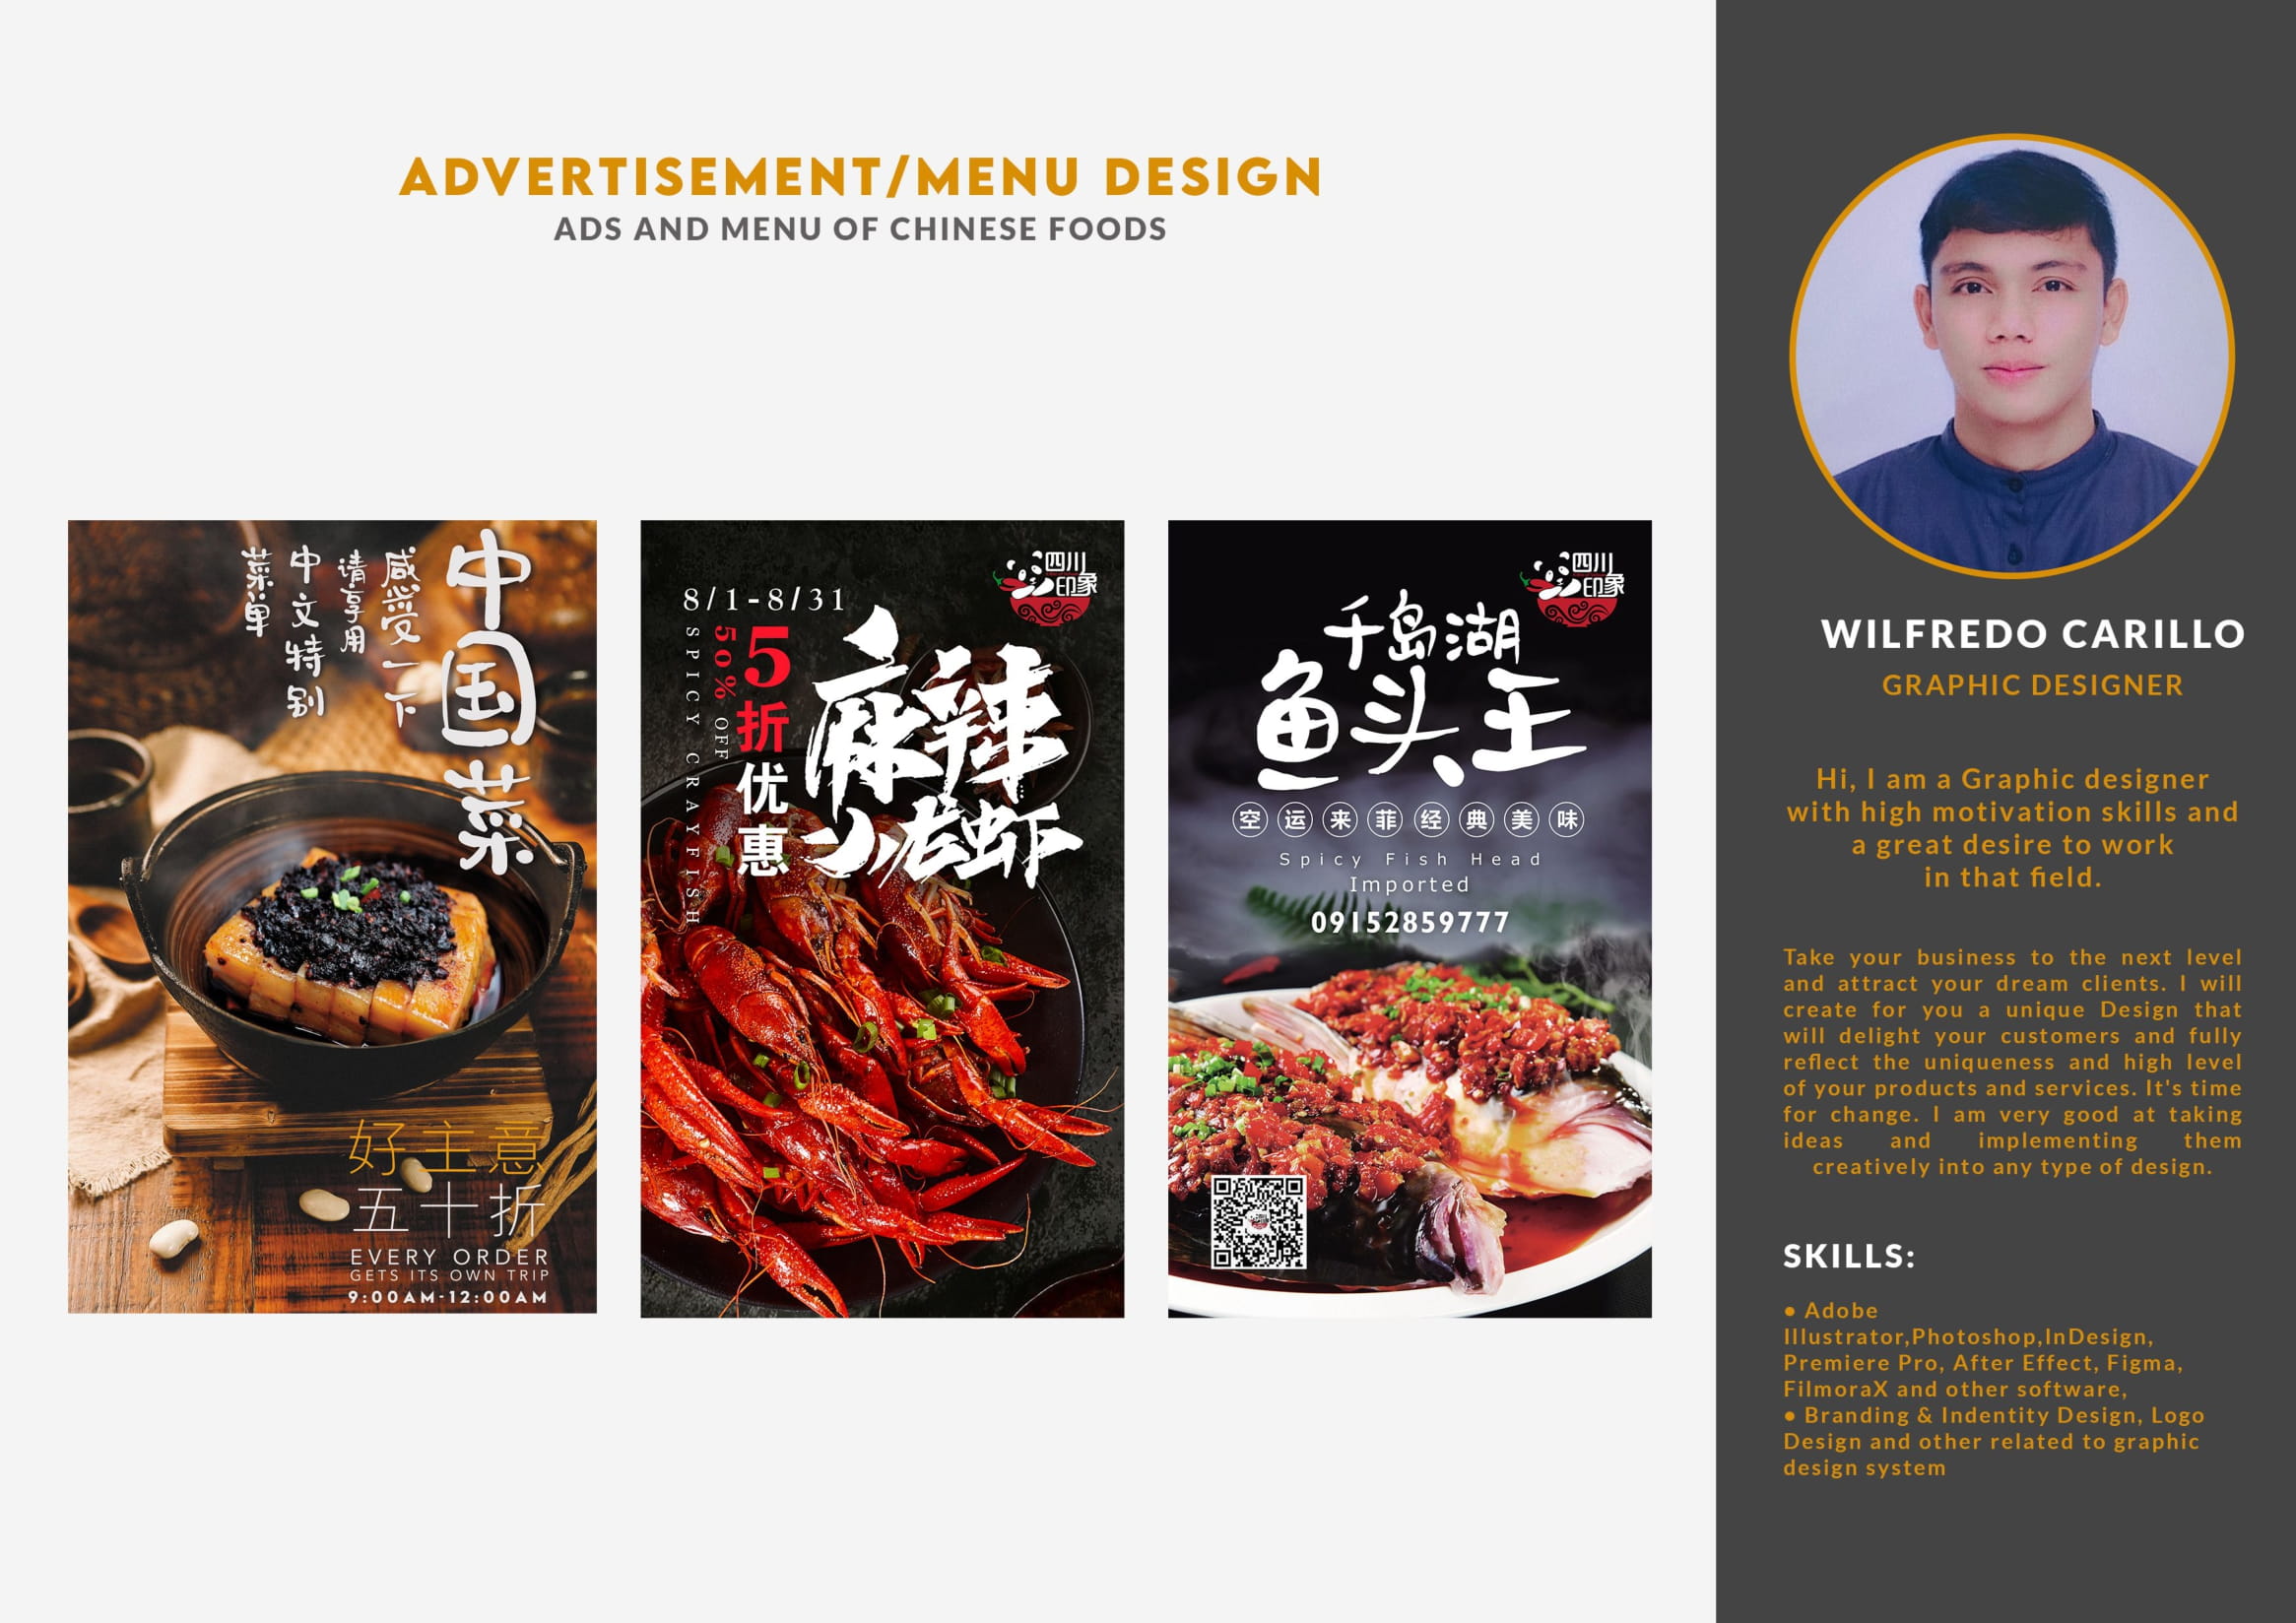 ADVERTISEMENT/MENU DESIGN
ADS AND MENU OF CHINESE FOODS
中国菜
感受一下
请享用
中文特别
菜单
好主意
五十折
EVERY ORDER
GETS ITS OWN TRIP
9:00AM-12:00AM
四川
印象
8/1-8/31
麻辣
小龙虾
5折优惠
50% OFF
SPICY CRAYFISH
四川
印象
千岛湖
鱼头王
空运来菲经典美味
Spicy Fish Head
Imported
09152859777
WILFREDO CARILLO
GRAPHIC DESIGNER
Hi, I am a Graphic designer
with high motivation skills and
a great desire to work
in that field.
Take your business to the next level
and attract your dream clients. I will
create for you a unique Design that
will delight your customers and fully
reflect the uniqueness and high level
of your products and services. It's time
for change. I am very good at taking
ideas and implementing them
creatively into any type of design.
SKILLS:
● Adobe
Illustrator,Photoshop,InDesign,
Premiere Pro, After Effect, Figma,
FilmoraX and other software,
● Branding & Indentity Design, Logo
Design and other related to graphic
design system